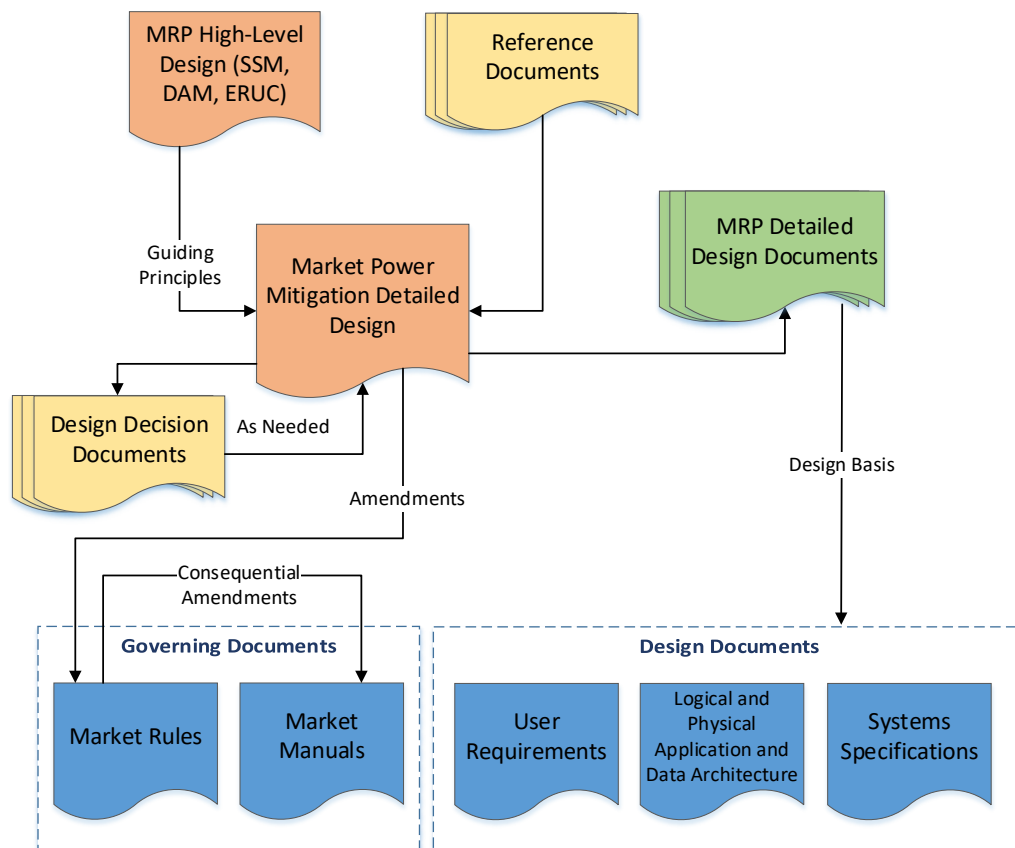 MRP High-Level
Design (SSM,
DAM, ERUC)
Reference
Documents
MRP Detailed
Design Documents
Guiding
Principles
Market Power
Mitigation Detailed
Design
Design Decision
Documents
As Needed
Amendments
Design Basis
Consequential
Amendments
Governing Documents
Market Rules
Market
Manuals
Design Documents
User
Requirements
Logical and
Physical
Application and
Data Architecture
Systems
Specifications